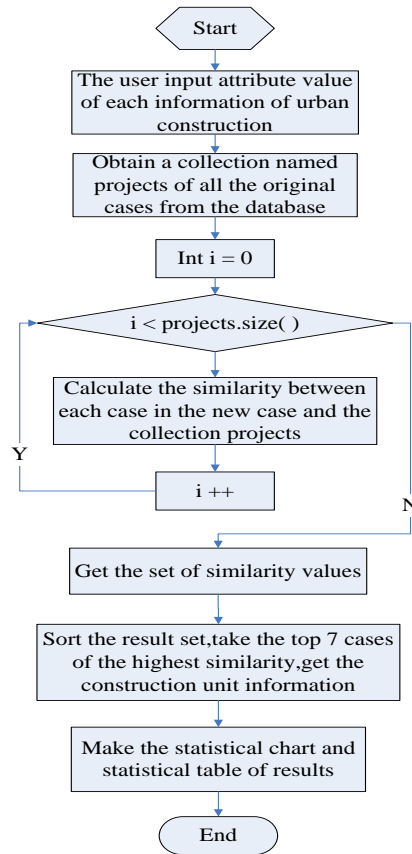 Start
The user input attribute value
of each information of urban
construction
Obtain a collection named
projects of all the original
cases from the database
Int i = 0
i < projects.size( )
Calculate the similarity between
each case in the new case and the
collection projects
Y
i ++
N
Get the set of similarity values
Sort the result set,take the top 7 cases
of the highest similarity,get the
construction unit information
Make the statistical chart and
statistical table of results
End